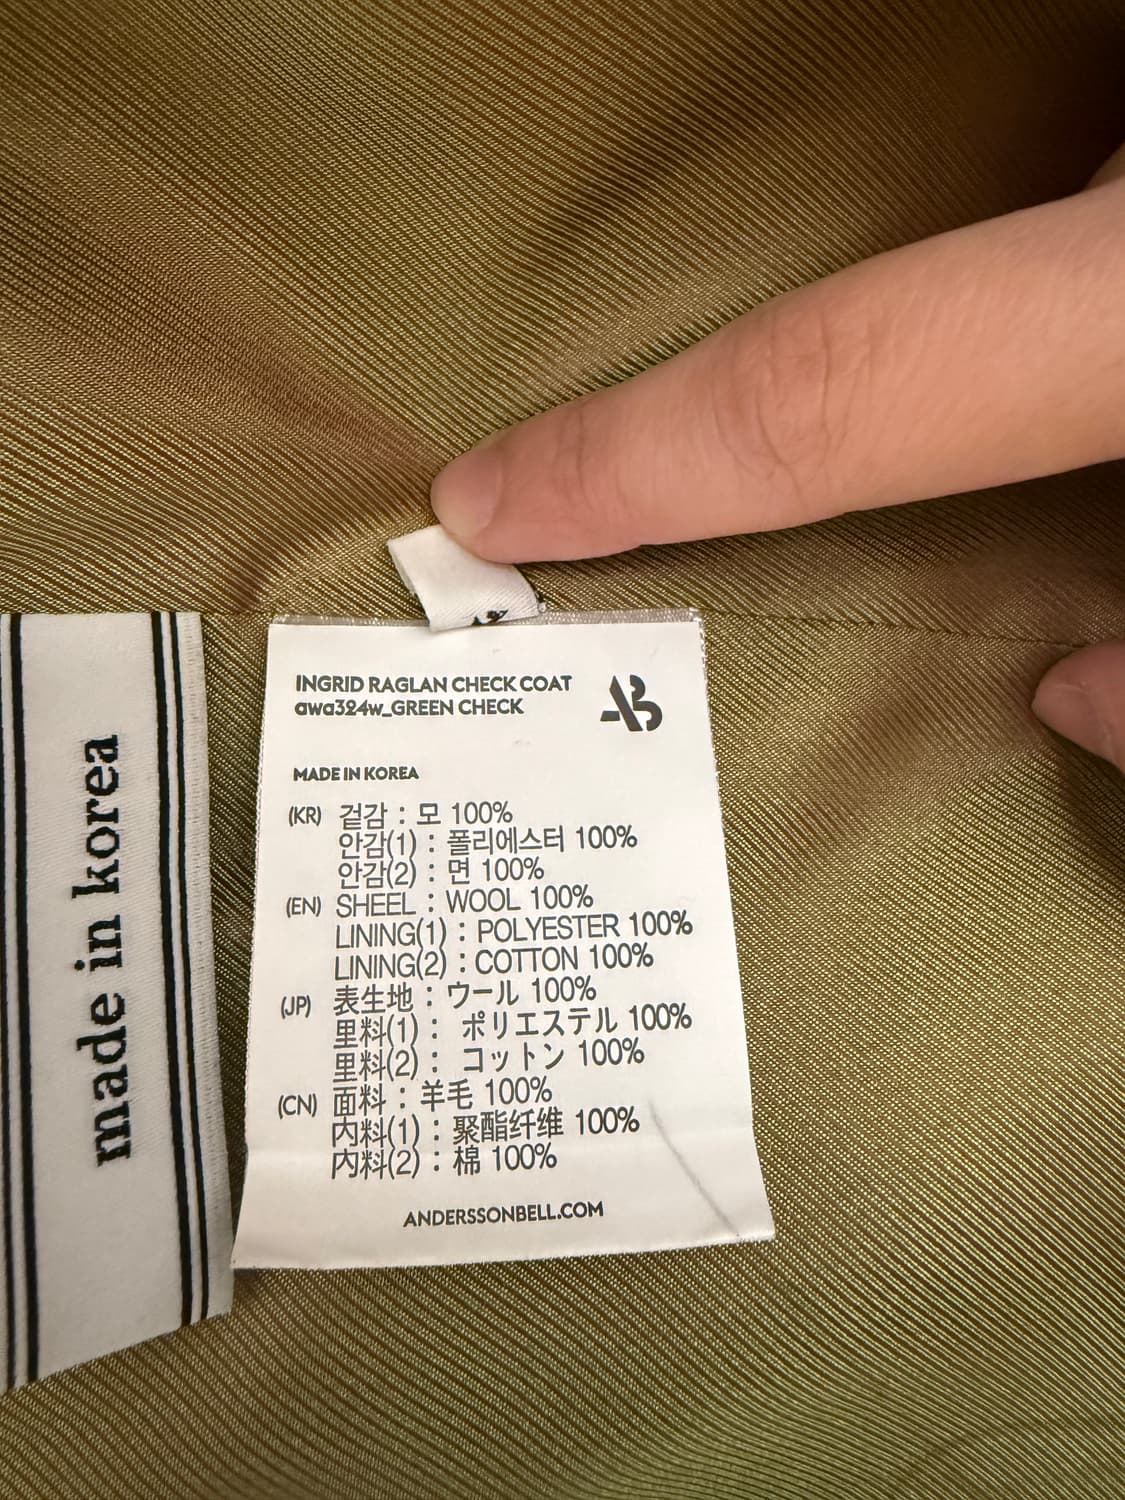 made in korea
INGRID RAGLAN CHECK COAT
awa324w_GREEN CHECK
AB
MADE IN KOREA
(KR) 겉감 : 모 100%
안감(1) : 폴리에스터 100%
안감(2) : 면 100%
(EN) SHEEL : WOOL 100%
LINING(1) : POLYESTER 100%
LINING(2) : COTTON 100%
(JP) 表生地 : ウール 100%
里料(1) : ポリエステル 100%
里料(2) : コットン 100%
(CN) 面料 : 羊毛 100%
内料(1) : 聚酯纤维 100%
内料(2) : 棉 100%
ANDERSSONBELL.COM